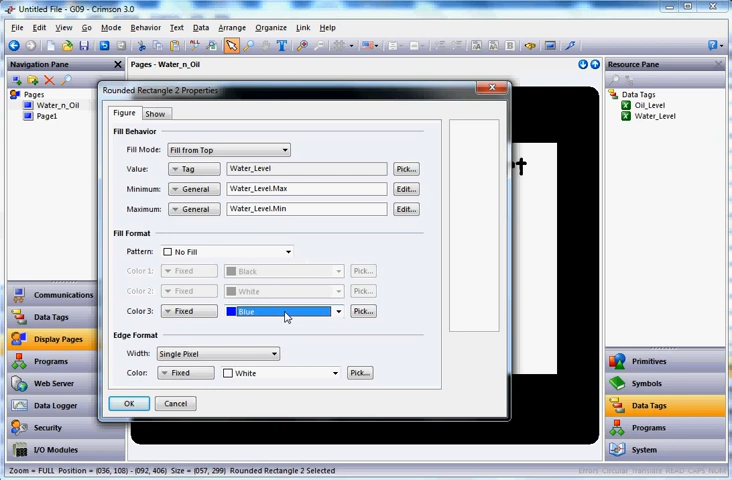 Untitled File - G09 - Crimson 3.0
File Edit View Go Mode Behavior Text Data Arrange Organize Link Help
Navigation Pane
Pages
Water_n_Oil
Page1
Communications
Data Tags
Display Pages
Programs
Web Server
Data Logger
Security
I/O Modules
Pages - Water_n_Oil
Rounded Rectangle 2 Properties
Figure Show
Fill Behavior
Fill Mode: Fill from Top
Value: Tag Water_Level Pick...
Minimum: General Water_Level.Max Edit...
Maximum: General Water_Level.Min Edit...
Fill Format
Pattern: No Fill
Color 1: Fixed Black Pick...
Color 2: Fixed White Pick...
Color 3: Fixed Blue Pick...
Edge Format
Width: Single Pixel
Color: Fixed White Pick...
OK Cancel
Resource Pane
Data Tags
Oil_Level
Water_Level
Primitives
Symbols
Data Tags
Programs
System
Zoom = FULL Position = (036, 108) - (092, 406) Size = (057, 299) Rounded Rectangle 2 Selected
Errors Circular Translate READ CAPS NUM